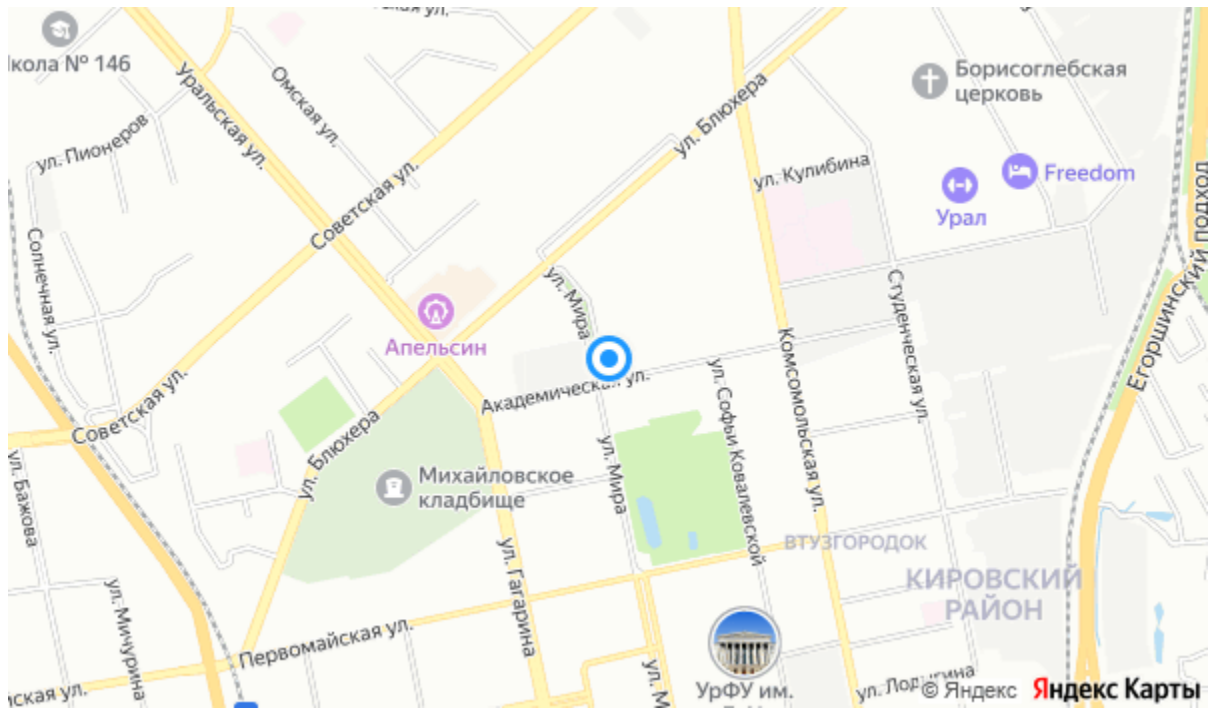 ская ул.
кола № 146
Уральская ул.
Омская ул.
ул. Пионеров
Советская ул.
ул. Блюхера
Борисоглебская
церковь
ул. Кулибина
Freedom
Урал
Солнечная ул.
ул. Мира
Апельсин
Студенческая ул.
Егоршинский подход
Комсомольская ул.
Академическая ул.
ул. Софьи Ковалевской
Советская ул.
ул. Блюхера
ул. Бажова
Михайловское
кладбище
ул. Мира
ул. Гагарина
ВТУЗГОРОДОК
КИРОВСКИЙ
РАЙОН
ул. Мичурина
Первомайская ул.
йская ул.
ул. М
УрФУ им.
© Яндекс Яндекс Карты